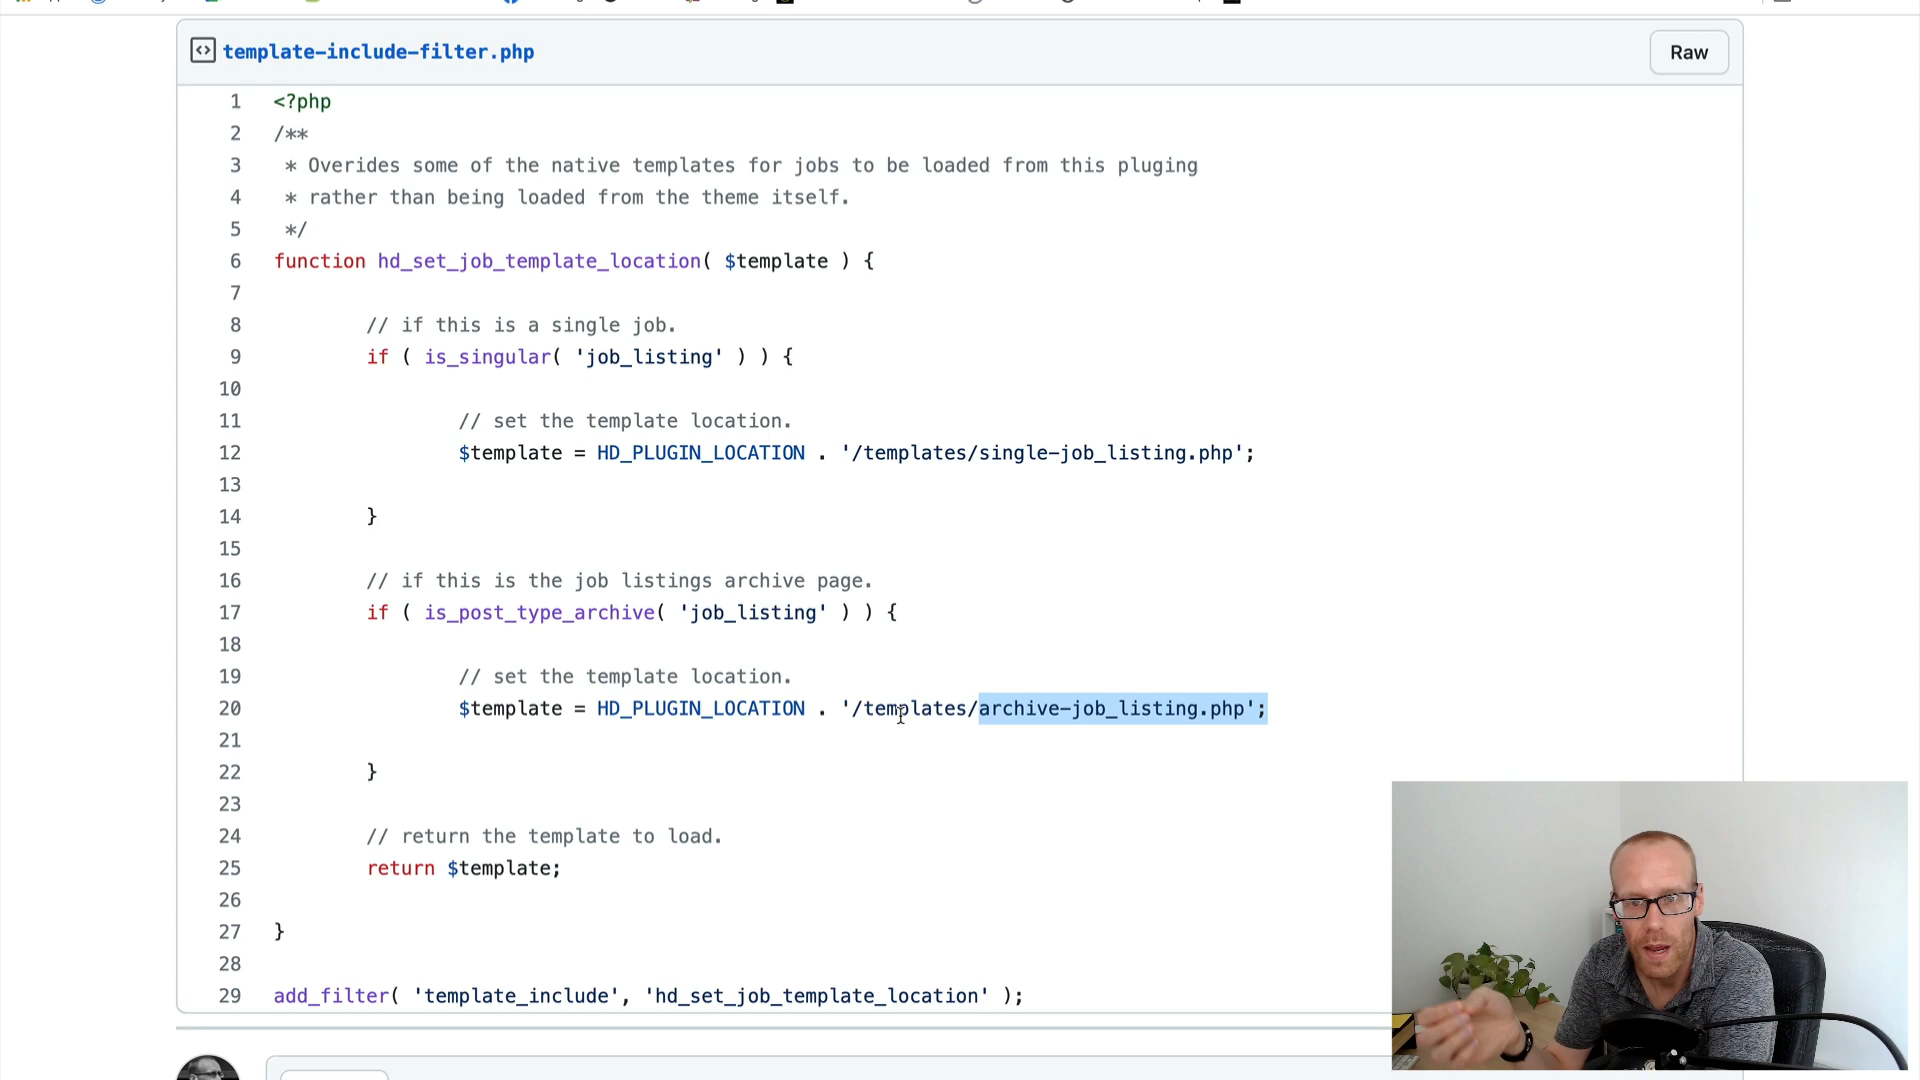 template-include-filter.php
Raw
1 <?php
2 /**
3 * Overides some of the native templates for jobs to be loaded from this pluging
4 * rather than being loaded from the theme itself.
5 */
6 function hd_set_job_template_location( $template ) {
7
8 // if this is a single job.
9 if ( is_singular( 'job_listing' ) ) {
10
11 // set the template location.
12 $template = HD_PLUGIN_LOCATION . '/templates/single-job_listing.php';
13
14 }
15
16 // if this is the job listings archive page.
17 if ( is_post_type_archive( 'job_listing' ) ) {
18
19 // set the template location.
20 $template = HD_PLUGIN_LOCATION . '/templates/archive-job_listing.php';
21
22 }
23
24 // return the template to load.
25 return $template;
26
27 }
28
29 add_filter( 'template_include', 'hd_set_job_template_location' );